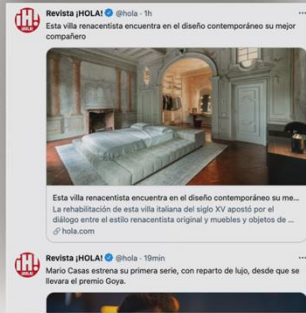 ¡HOLA!
Revista ¡HOLA! @hola · 1h
Esta villa renacentista encuentra en el diseño contemporáneo su mejor
compañero
Esta villa renacentista encuentra en el diseño contemporáneo su me...
La rehabilitación de esta villa italiana del siglo XV apostó por el
diálogo entre el estilo renacentista original y muebles y objetos de ...
hola.com
¡HOLA!
Revista ¡HOLA! @hola · 19min
Mario Casas estrena su primera serie, con reparto de lujo, desde que se
llevara el premio Goya.